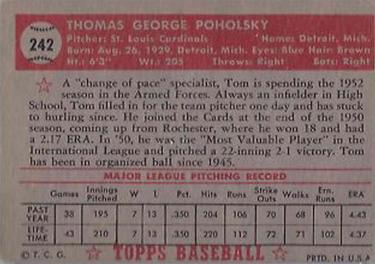 242
THOMAS GEORGE POHOLSKY
Pitcher: St. Louis Cardinals Home: Detroit, Mich.
Born: Aug. 26, 1929, Detroit, Mich. Eyes: Blue Hair: Brown
Ht.: 6'3" Wt.: 205 Throws: Right Bats: Right
A "change of pace" specialist, Tom is spending the 1952
season in the Armed Forces. Always an infielder in High
School, Tom filled in for the team pitcher one day and has stuck
to hurling since. He joined the Cards at the end of the 1950
season, coming up from Rochester, where he won 18 and had
a 2.17 ERA. In '50, he was the "Most Valuable Player" in the
International League and pitched a 22-inning 2-1 victory. Tom
has been in organized ball since 1945.
MAJOR LEAGUE PITCHING RECORD
Games Innings Pitched W L Pct. Hits Runs Strike Outs Walks Ern. Runs ERA
PAST YEAR 38 195 7 13 .350 204 106 70 68 96 4.43
LIFE-TIME 43 210 7 13 .350 220 112 72 71 102 4.37
© T. C. G. TOPPS BASEBALL PRTD. IN U.S.A